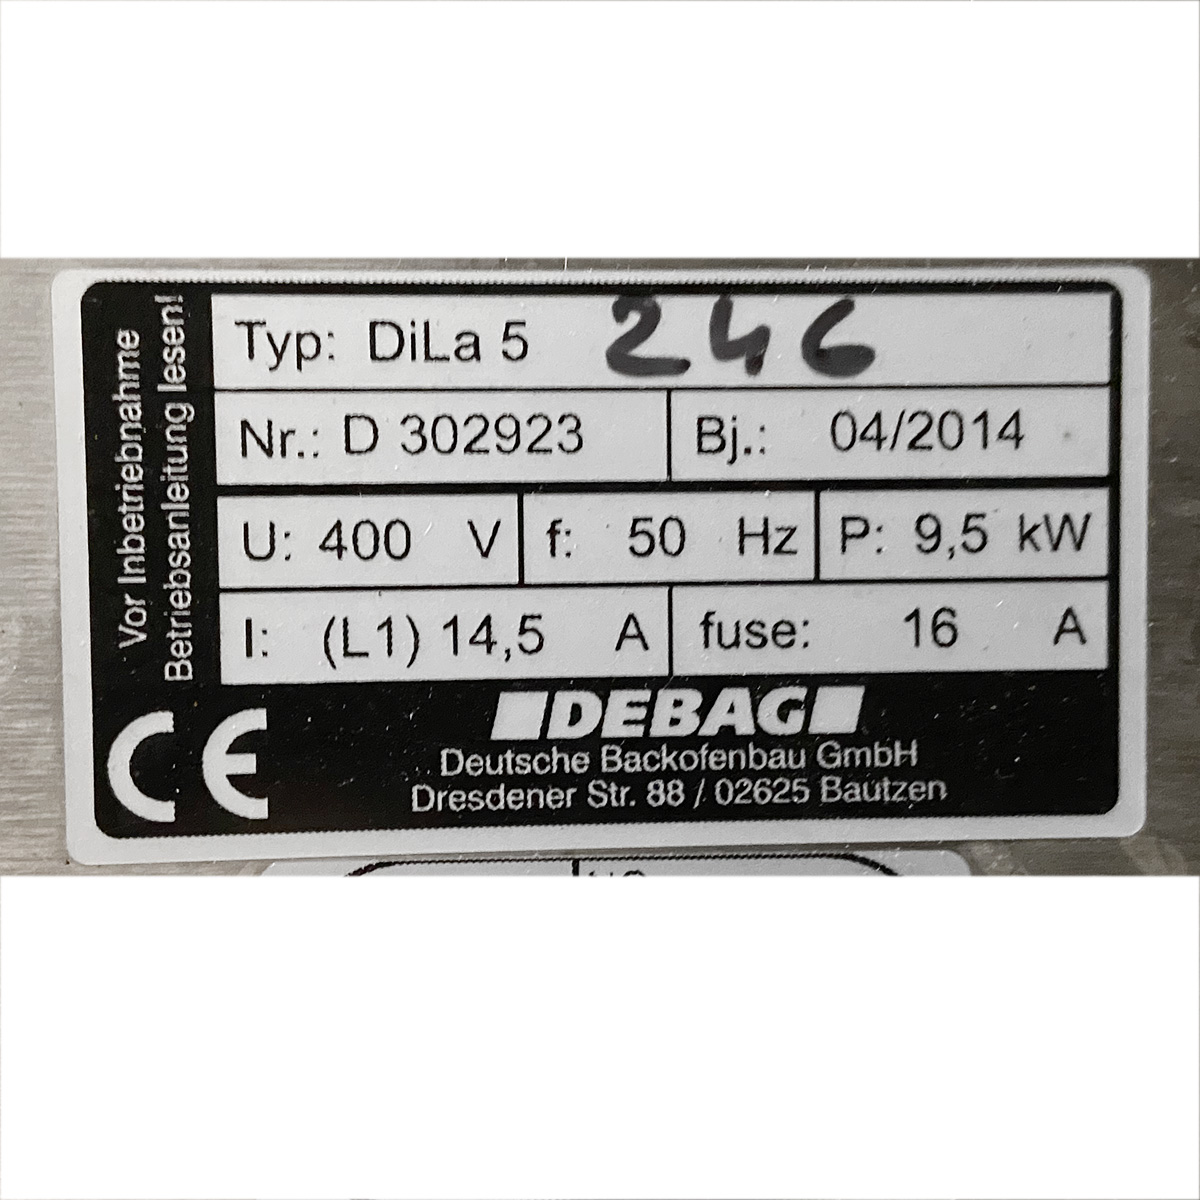 Vor Inbetriebnahme
Betriebsanleitung lesen!
Typ: DiLa 5 246
Nr.: D 302923 Bj.: 04/2014
U: 400 V f: 50 Hz P: 9,5 kW
I: (L1) 14,5 A fuse: 16 A
DEBAG
Deutsche Backofenbau GmbH
Dresdener Str. 88 / 02625 Bautzen
CE